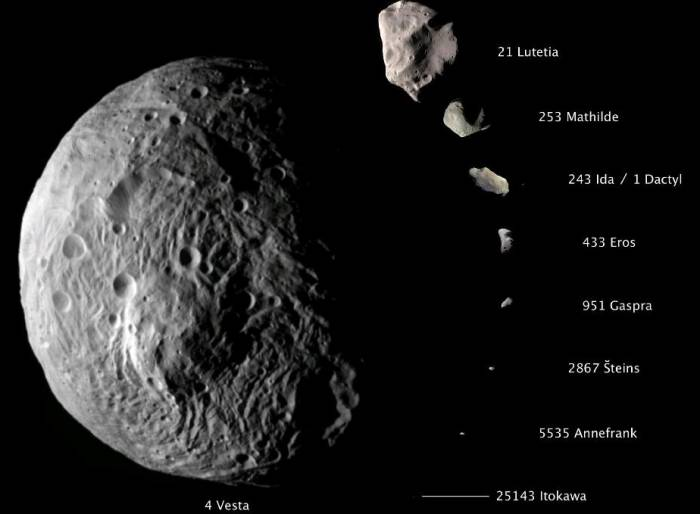 21 Lutetia
253 Mathilde
243 Ida / 1 Dactyl
433 Eros
951 Gaspra
2867 Šteins
5535 Annefrank
25143 Itokawa
4 Vesta